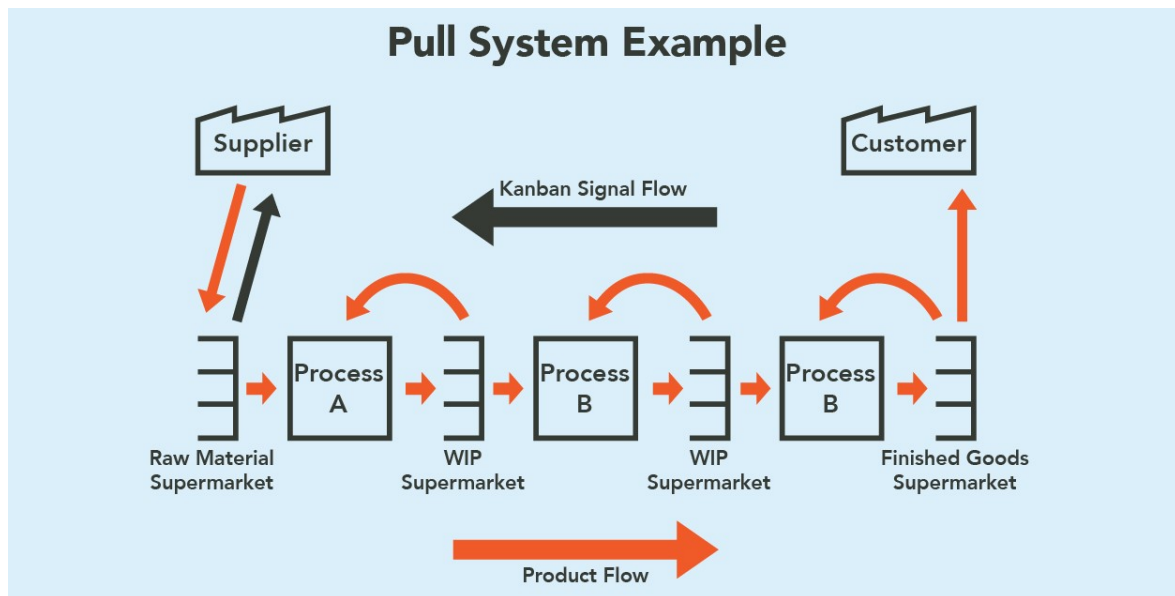 Pull System Example
Supplier
Customer
Kanban Signal Flow
Process
A
Process
B
Process
B
Raw Material
Supermarket
WIP
Supermarket
WIP
Supermarket
Finished Goods
Supermarket
Product Flow